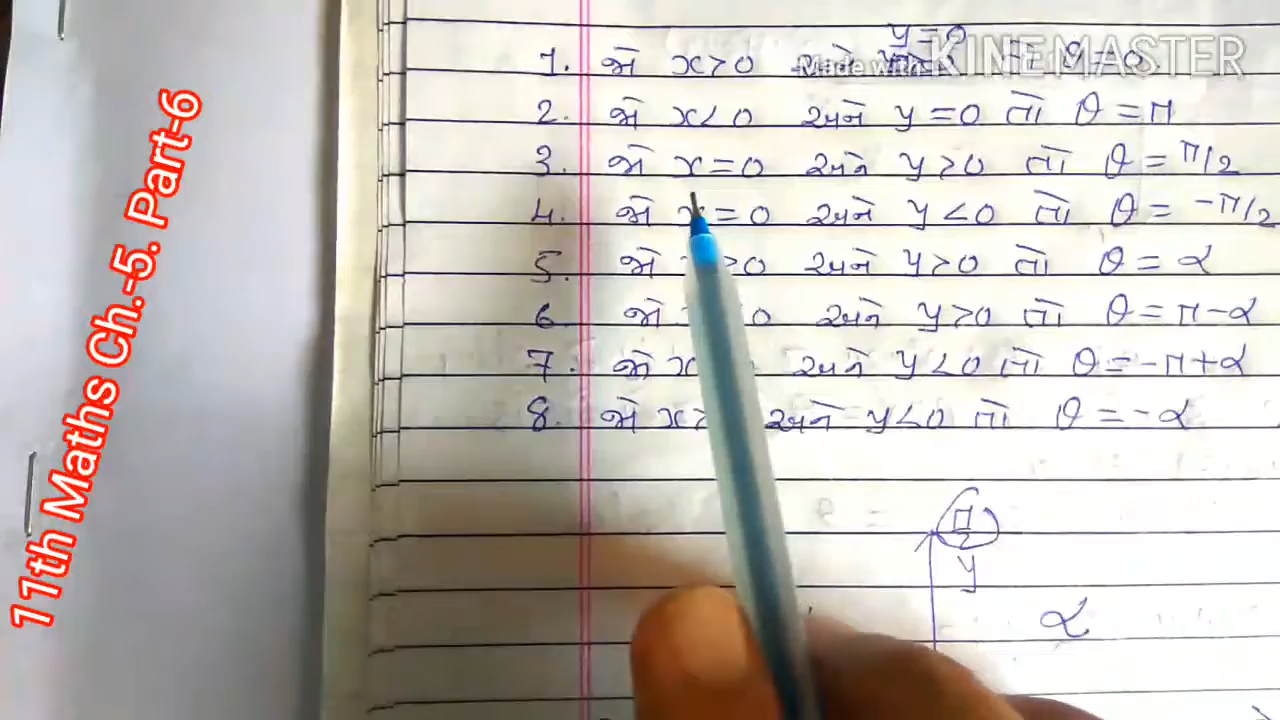 11th Maths Ch.-5. Part-6
Made with KINEMASTER
y=0
1. જો x>0 અને તો θ=
2. જો x<0 અને y=0 તો θ=π
3. જો x=0 અને y>0 તો θ=π/2
4. જો x=0 અને y<0 તો θ=-π/2
5. જો >0 અને y>0 તો θ=α
6. જો 0 અને y>0 તો θ=π-α
7. જો x અને y<0 તો θ=-π+α
8. જો x> અને y<0 તો θ=-α
π/2
y
α